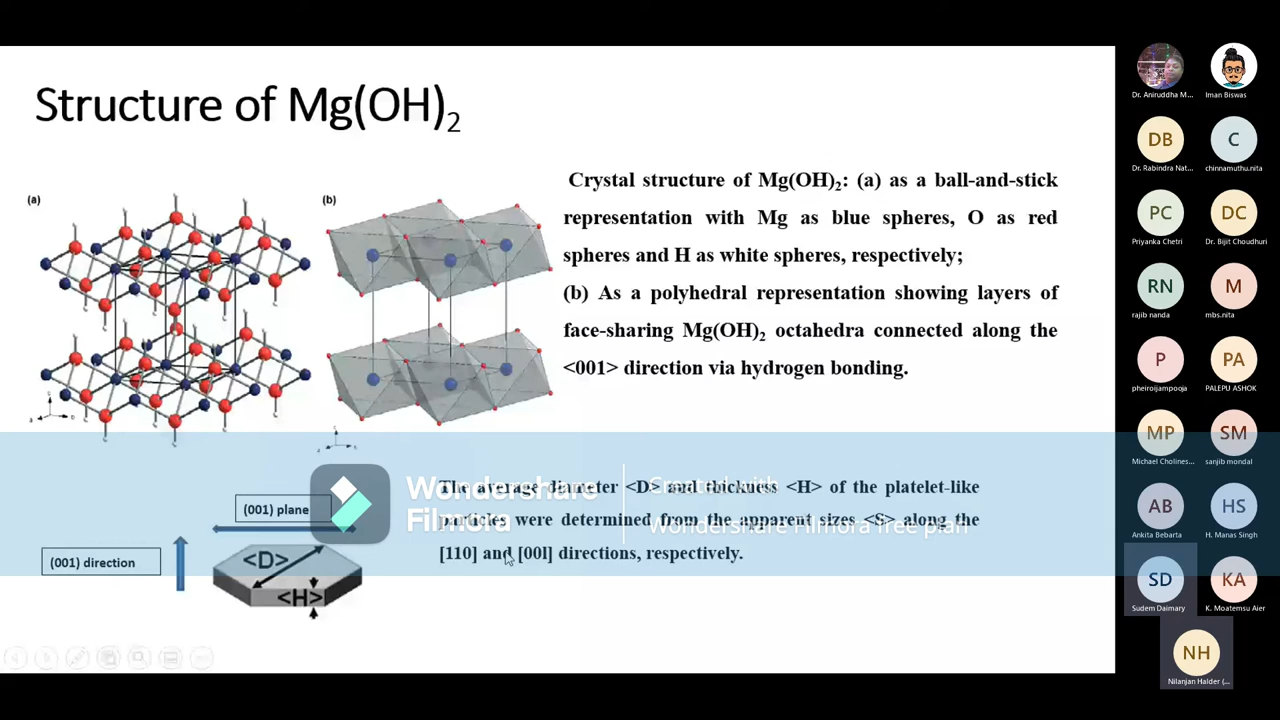 Structure of Mg(OH)2
(a)
(b)
Crystal structure of Mg(OH)2: (a) as a ball-and-stick
representation with Mg as blue spheres, O as red
spheres and H as white spheres, respectively;
(b) As a polyhedral representation showing layers of
face-sharing Mg(OH)2 octahedra connected along the
<001> direction via hydrogen bonding.
The average diameter <D> and thickness <H> of the platelet-like
particles were determined from the apparent sizes <S> along the
[110] and [00l] directions, respectively.
(001) plane
(001) direction
<D>
<H>
Wondershare
Filmora
Created with
Wondershare Filmora free plan
Dr. Aniruddha M...
Iman Biswas
DB
Dr. Rabindra Nat...
C
chinnamuthu.nita
PC
Priyanka Chetri
DC
Dr. Bijit Choudhuri
RN
rajib nanda
M
mbs.nita
P
pheiroijampooja
PA
PALEPU ASHOK
MP
Michael Cholines...
SM
sanjib mondal
AB
Ankita Bebarta
HS
H. Manas Singh
SD
Sudem Daimary
KA
K. Moatemsu Aier
NH
Nilanjan Halder (...